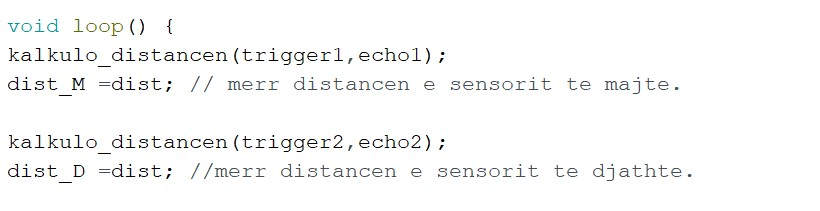 void loop() {
kalkulo_distancen(trigger1,echo1);
dist_M =dist; // merr distancen e sensorit te majte.
kalkulo_distancen(trigger2,echo2);
dist_D =dist; //merr distancen e sensorit te djathte.